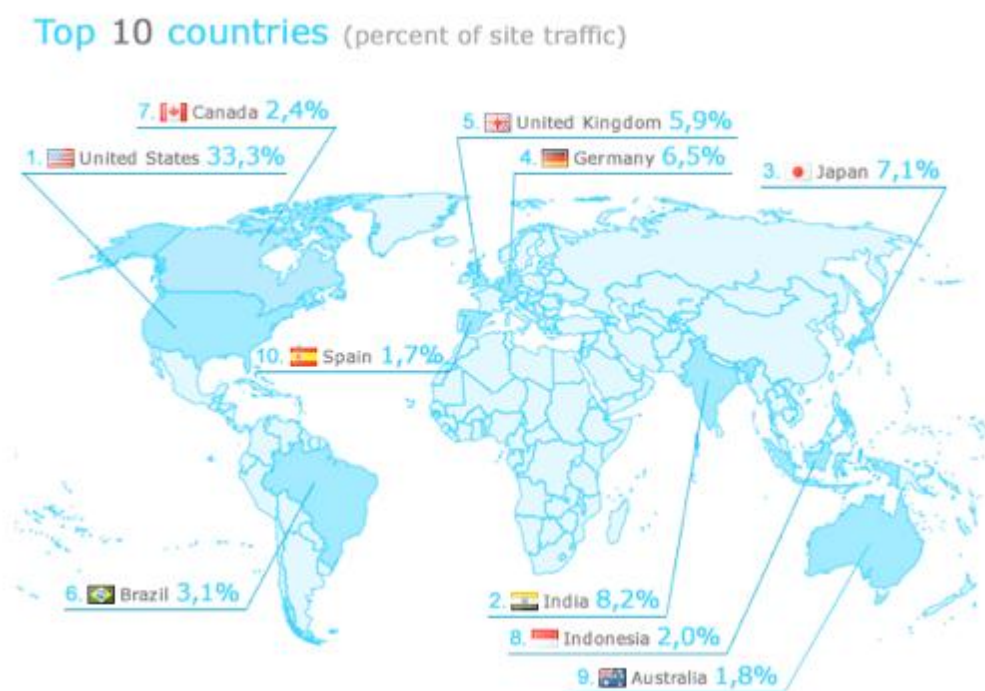 Top 10 countries (percent of site traffic)
7. Canada 2,4%
5. United Kingdom 5,9%
1. United States 33,3%
4. Germany 6,5%
3. Japan 7,1%
10. Spain 1,7%
6. Brazil 3,1%
2. India 8,2%
8. Indonesia 2,0%
9. Australia 1,8%